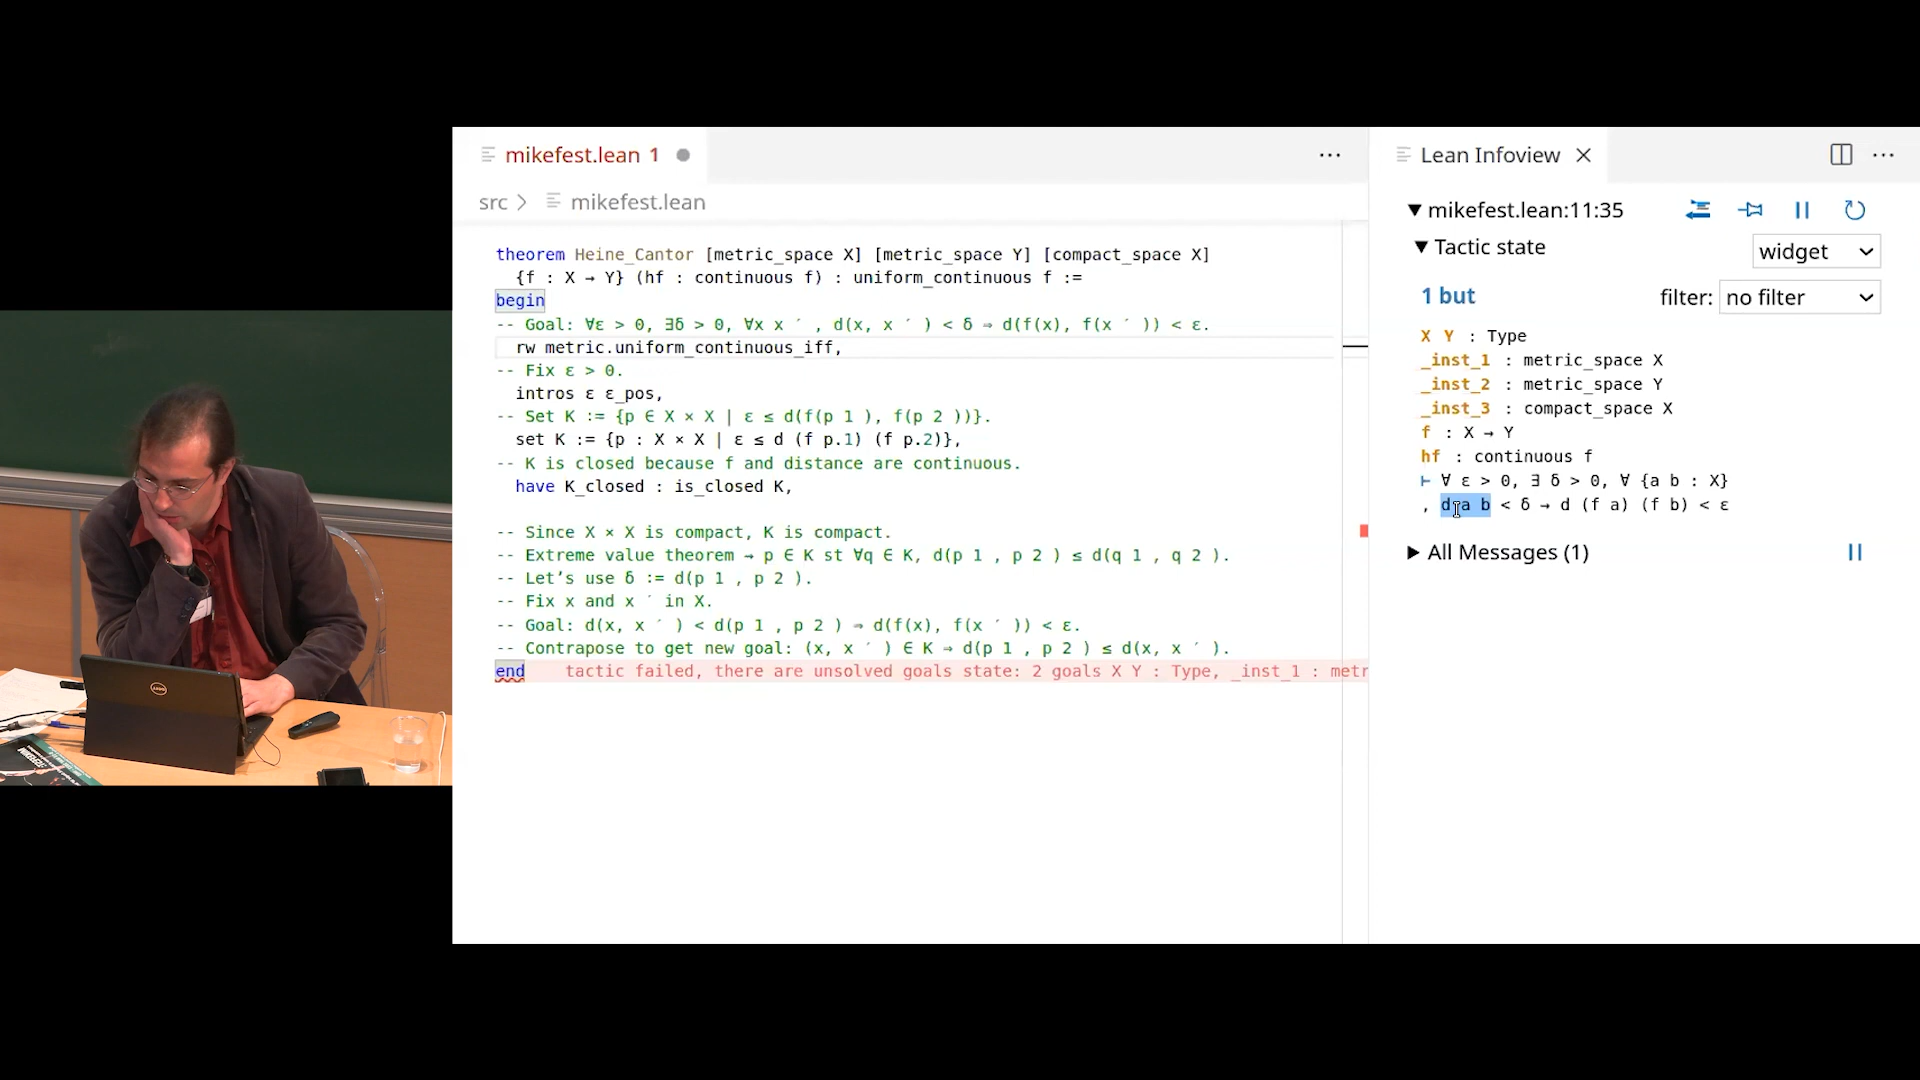 mikefest.lean 1
src > mikefest.lean
theorem Heine_Cantor [metric_space X] [metric_space Y] [compact_space X]
{f : X → Y} (hf : continuous f) : uniform_continuous f :=
begin
-- Goal: ∀ε > 0, ∃δ > 0, ∀x x ′ , d(x, x ′ ) < δ ⇒ d(f(x), f(x ′ )) < ε.
rw metric.uniform_continuous_iff,
-- Fix ε > 0.
intros ε ε_pos,
-- Set K := {p ∈ X × X | ε ≤ d(f(p 1 ), f(p 2 ))}.
set K := {p : X × X | ε ≤ d (f p.1) (f p.2)},
-- K is closed because f and distance are continuous.
have K_closed : is_closed K,
-- Since X × X is compact, K is compact.
-- Extreme value theorem → p ∈ K st ∀q ∈ K, d(p 1 , p 2 ) ≤ d(q 1 , q 2 ).
-- Let’s use δ := d(p 1 , p 2 ).
-- Fix x and x ′ in X.
-- Goal: d(x, x ′ ) < d(p 1 , p 2 ) ⇒ d(f(x), f(x ′ )) < ε.
-- Contrapose to get new goal: (x, x ′ ) ∈ K ⇒ d(p 1 , p 2 ) ≤ d(x, x ′ ).
end tactic failed, there are unsolved goals state: 2 goals X Y : Type, _inst_1 : metr
Lean Infoview
mikefest.lean:11:35
Tactic state
widget
1 but
filter: no filter
X Y : Type
_inst_1 : metric_space X
_inst_2 : metric_space Y
_inst_3 : compact_space X
f : X → Y
hf : continuous f
⊢ ∀ ε > 0, ∃ δ > 0, ∀ {a b : X}
, d a b < δ → d (f a) (f b) < ε
All Messages (1)
DELL